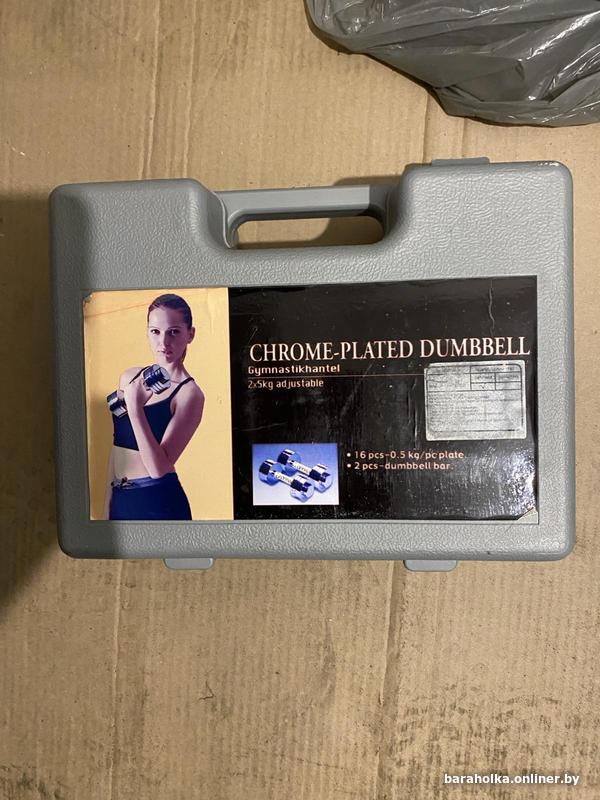 CHROME-PLATED DUMBBELL
Gymnastikhantel
2x5kg adjustable
• 16 pcs-0.5 kg/pc plate.
• 2 pcs-dumbbell bar.
baraholka.onliner.by